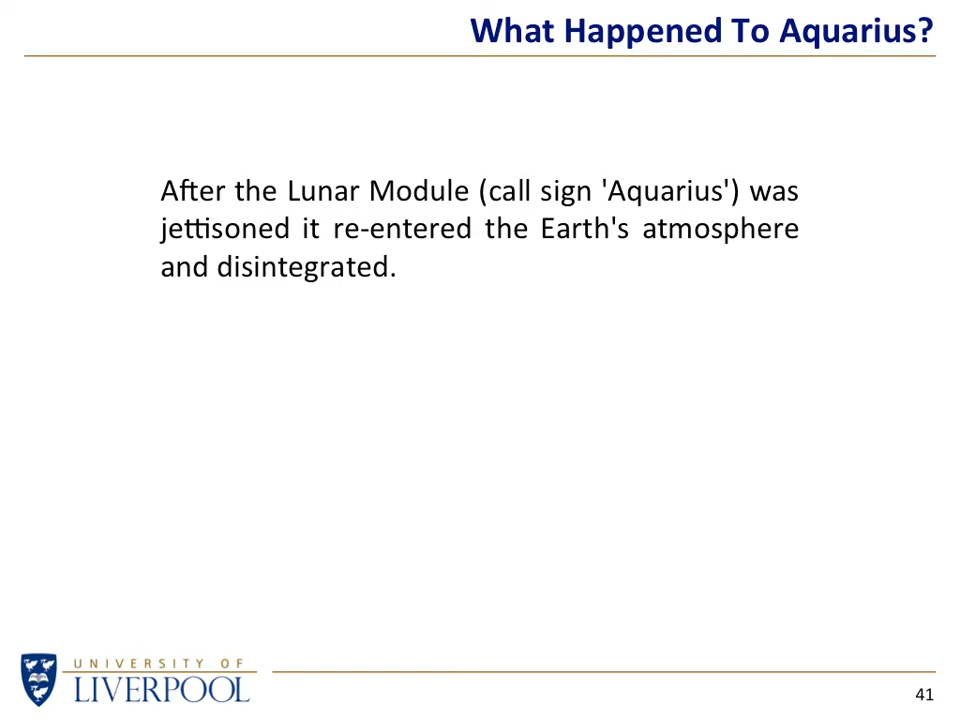 What Happened To Aquarius?
After the Lunar Module (call sign 'Aquarius') was
jettisoned it re-entered the Earth's atmosphere
and disintegrated.
UNIVERSITY OF
LIVERPOOL
41